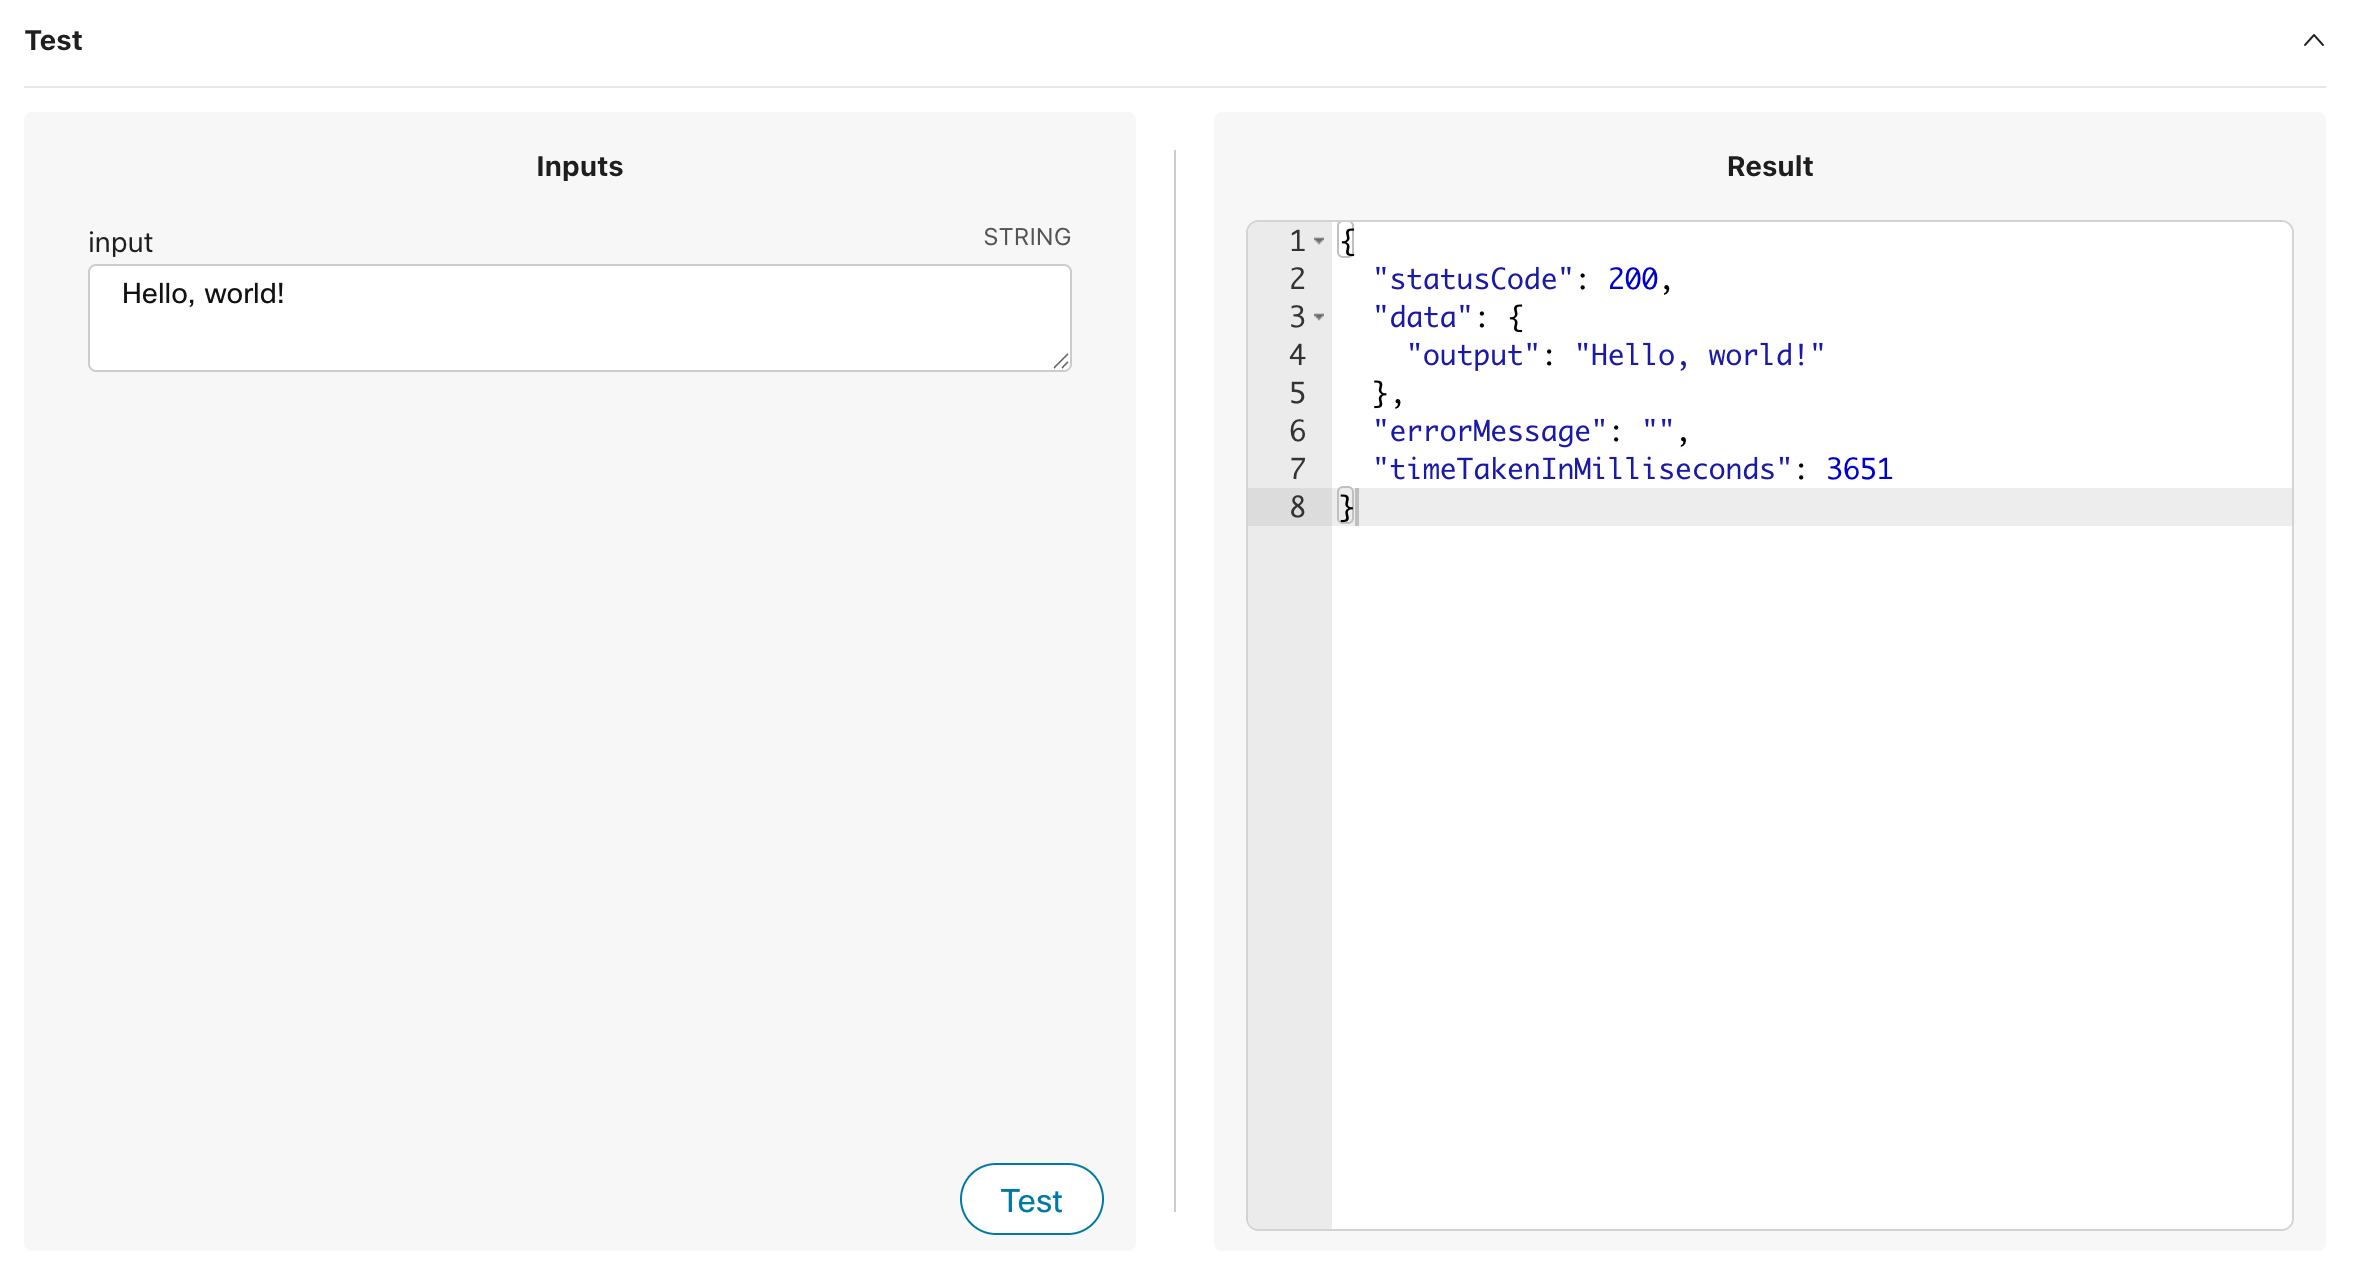 Test
Inputs
input
STRING
Hello, world!
Test
Result
1 {
2   "statusCode": 200,
3   "data": {
4     "output": "Hello, world!"
5   },
6   "errorMessage": "",
7   "timeTakenInMilliseconds": 3651
8 }